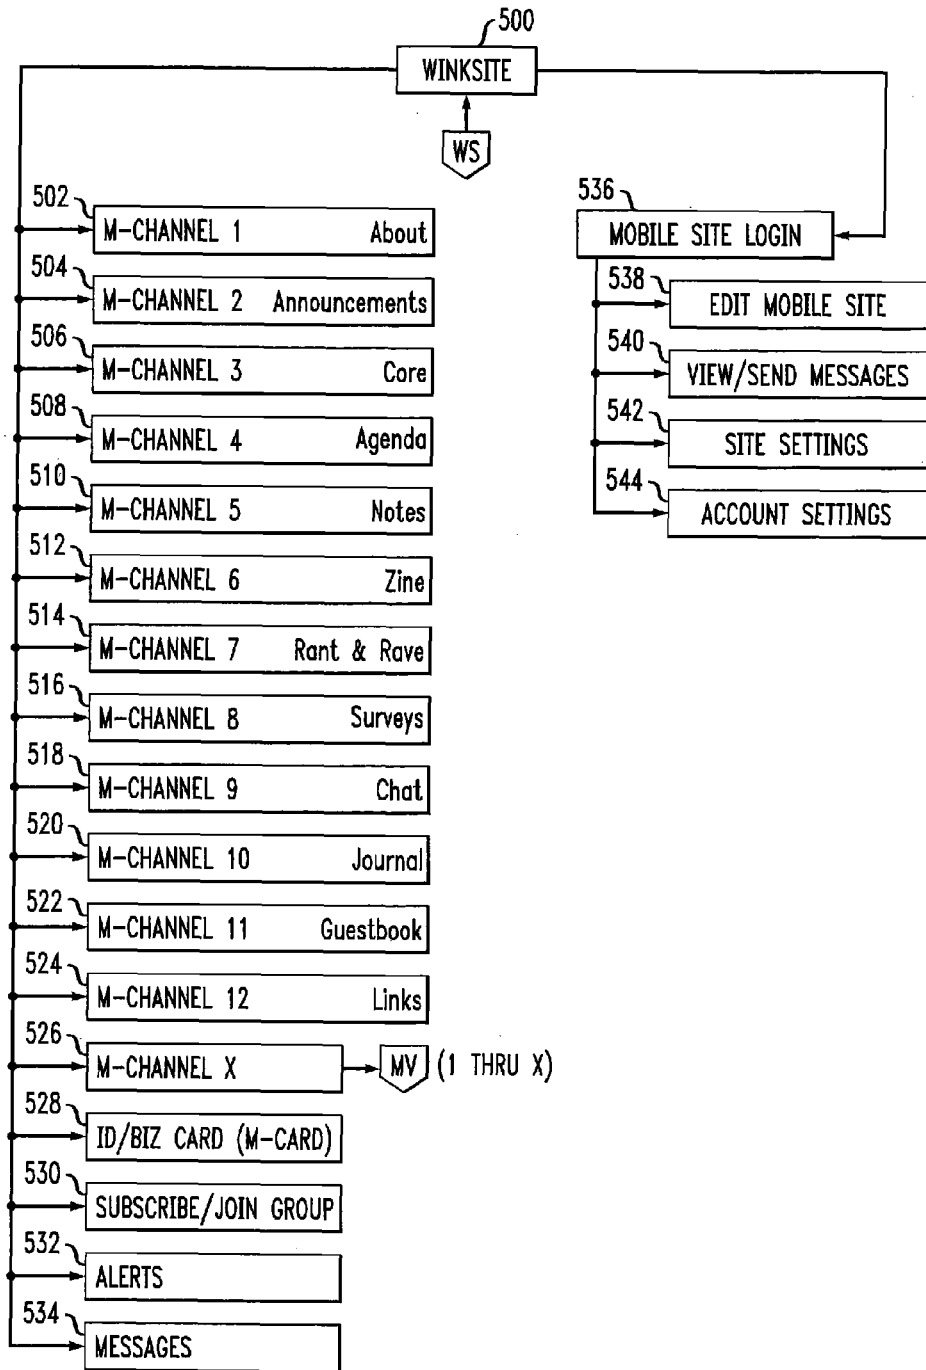 500
WINKSITE
WS
502
M-CHANNEL 1 About
504
M-CHANNEL 2 Announcements
506
M-CHANNEL 3 Core
508
M-CHANNEL 4 Agenda
510
M-CHANNEL 5 Notes
512
M-CHANNEL 6 Zine
514
M-CHANNEL 7 Rant & Rave
516
M-CHANNEL 8 Surveys
518
M-CHANNEL 9 Chat
520
M-CHANNEL 10 Journal
522
M-CHANNEL 11 Guestbook
524
M-CHANNEL 12 Links
526
M-CHANNEL X MV (1 THRU X)
528
ID/BIZ CARD (M-CARD)
530
SUBSCRIBE/JOIN GROUP
532
ALERTS
534
MESSAGES
536
MOBILE SITE LOGIN
538
EDIT MOBILE SITE
540
VIEW/SEND MESSAGES
542
SITE SETTINGS
544
ACCOUNT SETTINGS